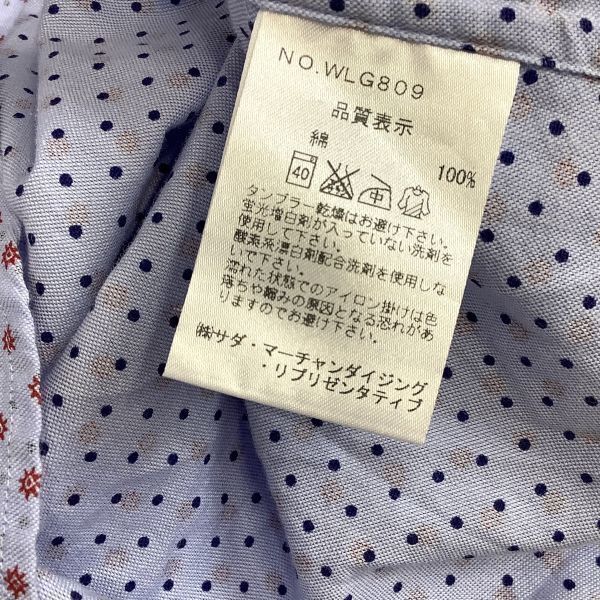 NO.WLG809
品質表示
綿 100%
40 中
タンブラー乾燥はお避け下さい。
蛍光増白剤が入っていない洗剤を
使用して下さい。
酸素系漂白剤配合洗剤を使用しな
いで下さい。
濡れた状態でのアイロン掛けは色
落ちや縮みの原因となる恐れがあ
りますのでお避け下さい。
㈱サダ・マーチャンダイジング
・リプリゼンタティブ